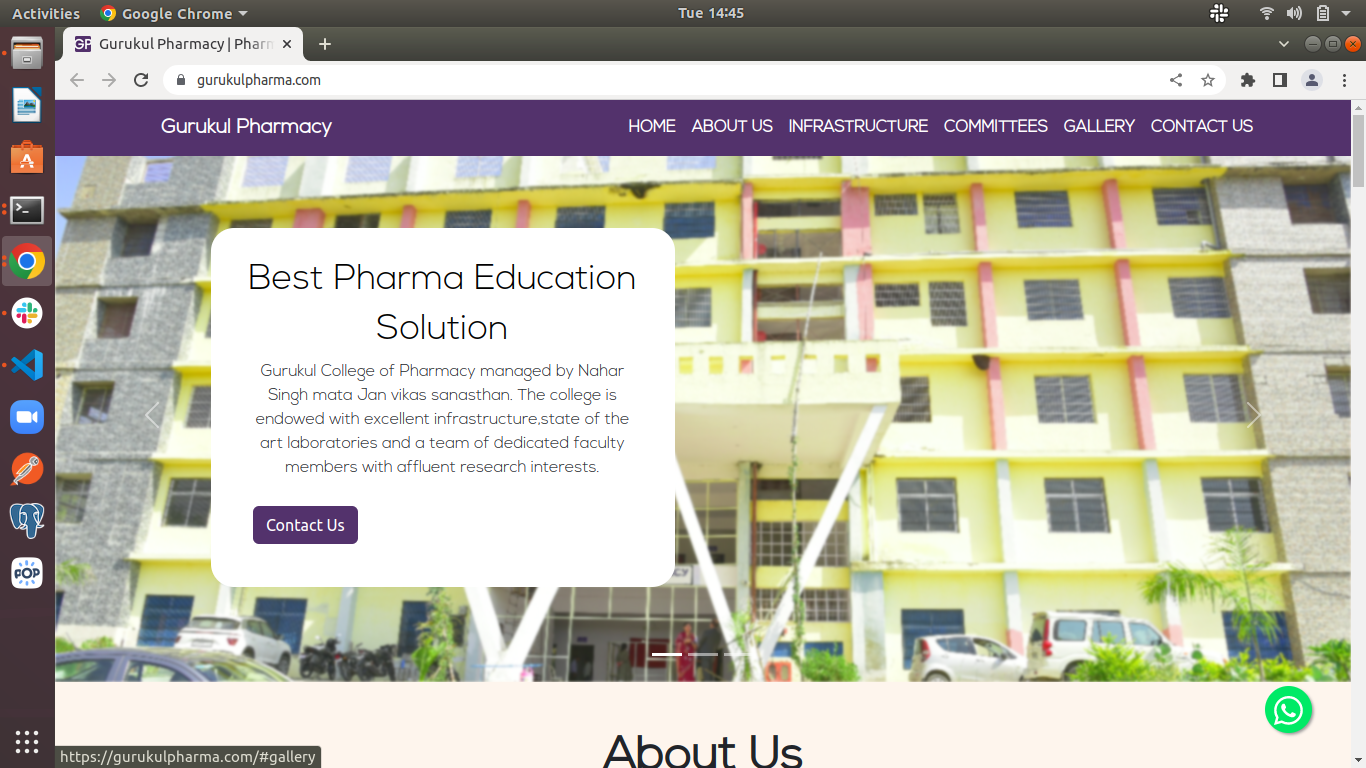 Activities
Google Chrome
Tue 14:45
GP Gurukul Pharmacy | Pharm
gurukulpharma.com
Gurukul Pharmacy
HOME ABOUT US INFRASTRUCTURE COMMITTEES GALLERY CONTACT US
Best Pharma Education
Solution
Gurukul College of Pharmacy managed by Nahar
Singh mata Jan vikas sanasthan. The college is
endowed with excellent infrastructure,state of the
art laboratories and a team of dedicated faculty
members with affluent research interests.
Contact Us
POP
About Us
https://gurukulpharma.com/#gallery